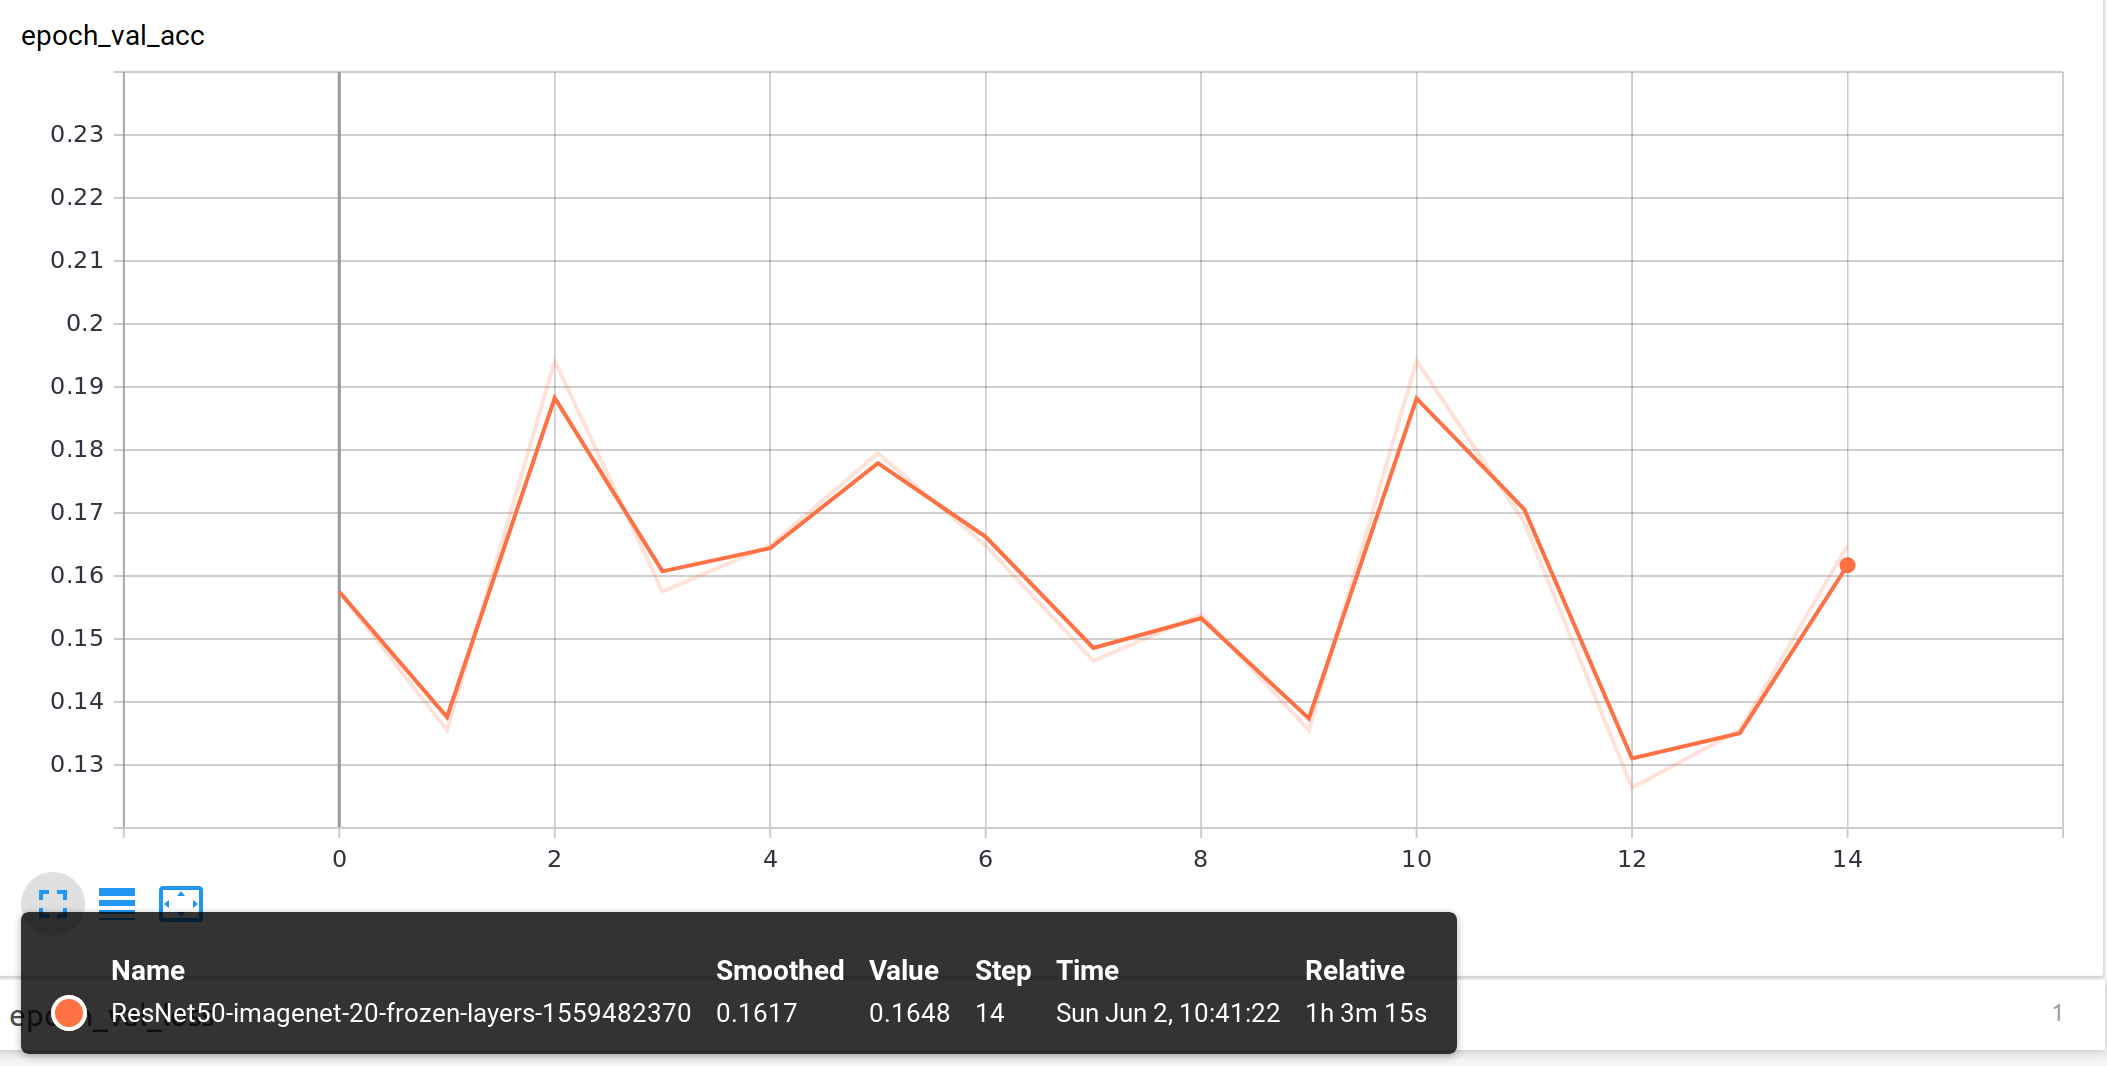 epoch_val_acc
0.23
0.22
0.21
0.2
0.19
0.18
0.17
0.16
0.15
0.14
0.13
0 2 4 6 8 10 12 14
Name Smoothed Value Step Time Relative
ResNet50-imagenet-20-frozen-layers-1559482370 0.1617 0.1648 14 Sun Jun 2, 10:41:22 1h 3m 15s
epoch_val_loss 1